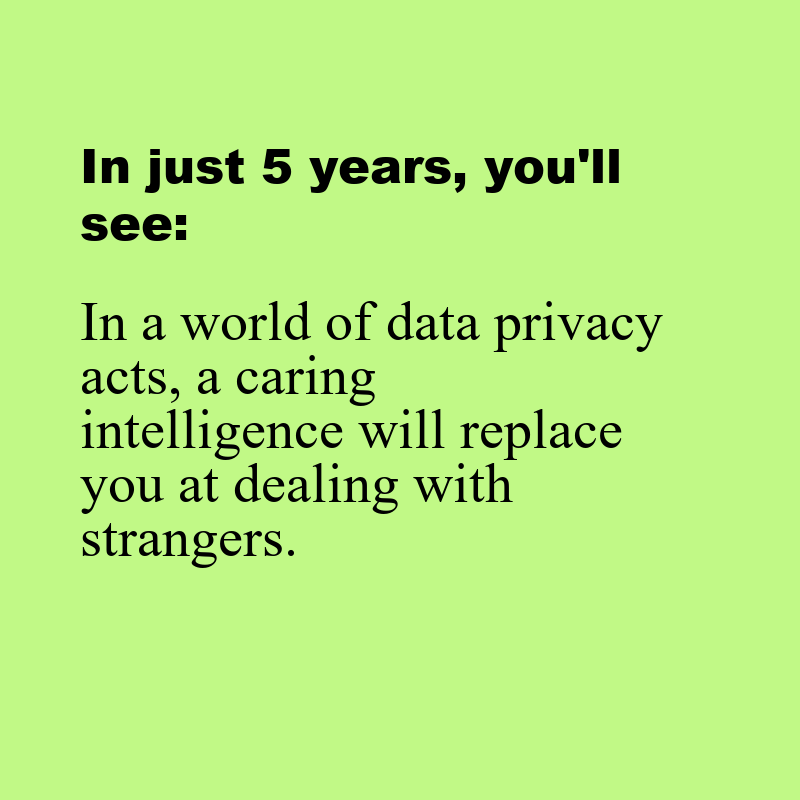 In just 5 years, you'll
see:
In a world of data privacy
acts, a caring
intelligence will replace
you at dealing with
strangers.